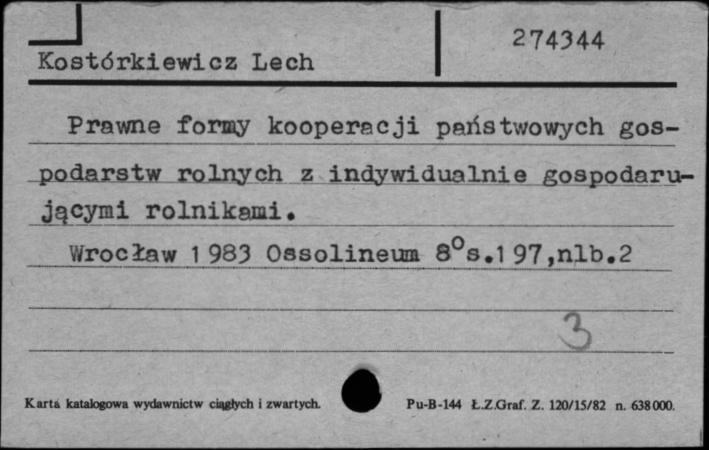 274344
Kostórkiewicz Lech
Prawne formy kooperacji państwowych gos-
podarstw rolnych z indywidualnie gospodaru-
jącymi rolnikami.
Wrocław 1983 Ossolineum 8°s.197,nlb.2
3
Karta katalogowa wydawnictw ciągłych i zwartych.
Pu-B-144 Ł.Z.Graf. Z. 120/15/82 n. 638000.